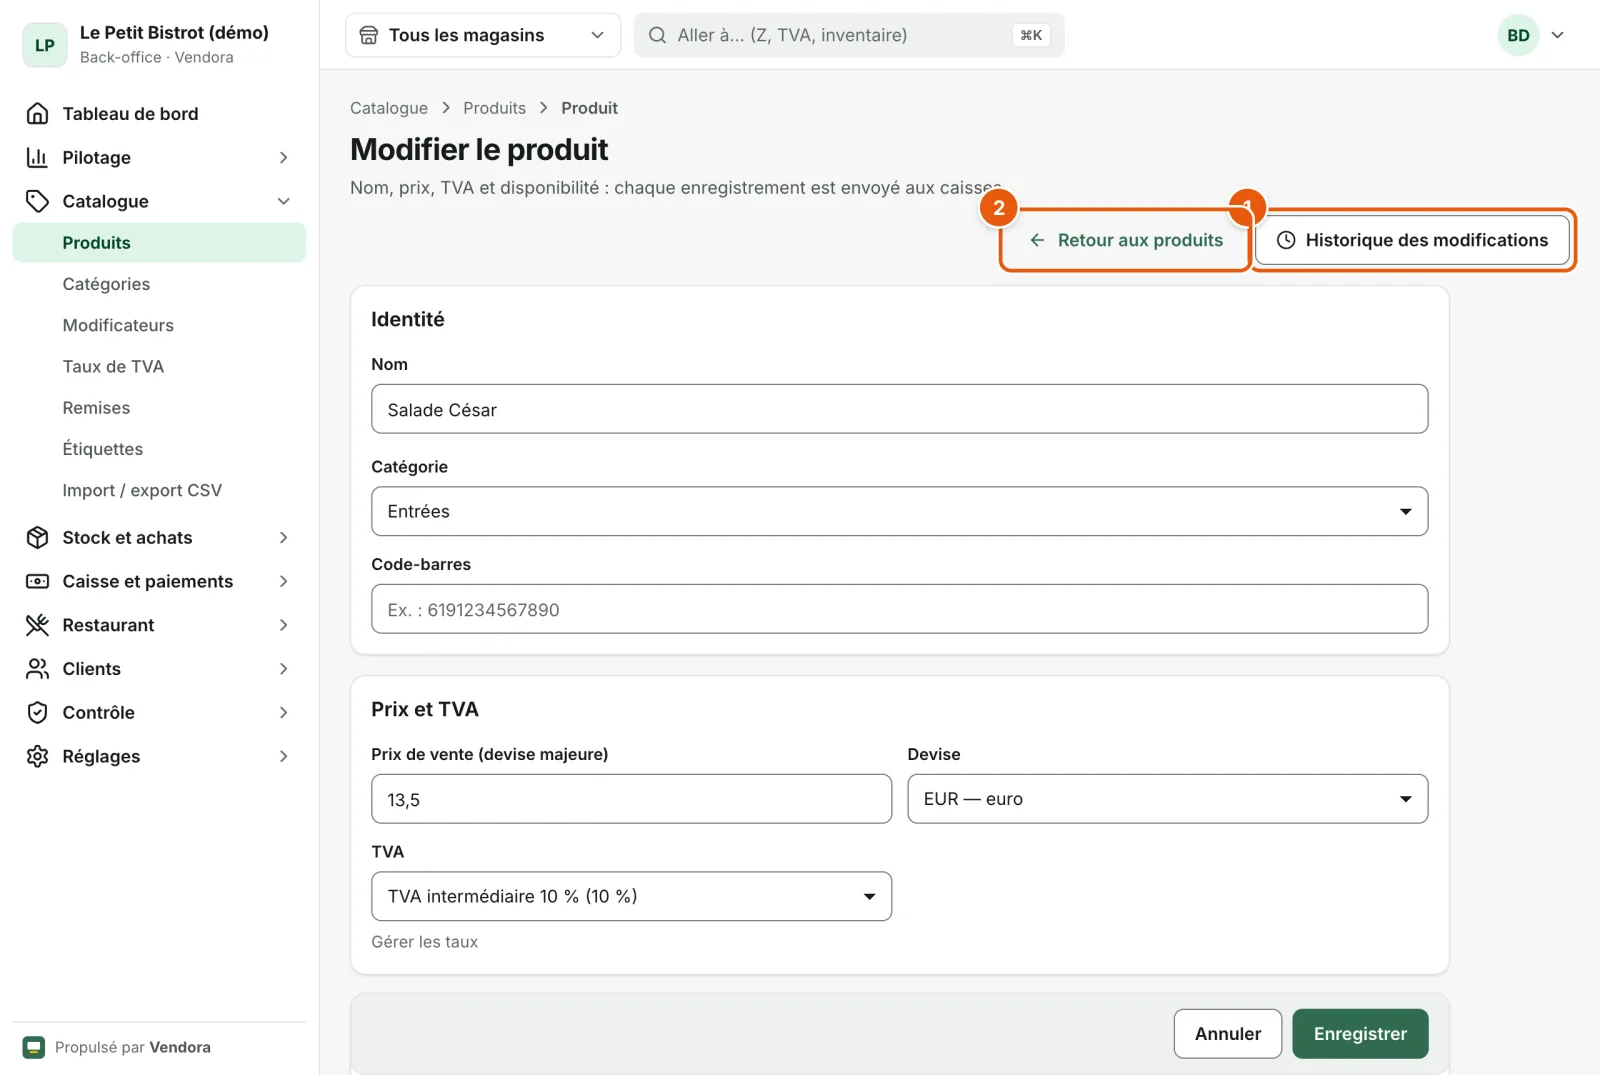 LP
Le Petit Bistrot (démo)
Back-office · Vendora
Tous les magasins
Aller à... (Z, TVA, inventaire)
⌘K
BD
Tableau de bord
Pilotage
Catalogue
Produits
Catégories
Modificateurs
Taux de TVA
Remises
Étiquettes
Import / export CSV
Stock et achats
Caisse et paiements
Restaurant
Clients
Contrôle
Réglages
Propulsé par Vendora
Catalogue > Produits > Produit
Modifier le produit
Nom, prix, TVA et disponibilité : chaque enregistrement est envoyé aux caisses.
2
1
← Retour aux produits
Historique des modifications
Identité
Nom
Salade César
Catégorie
Entrées
Code-barres
Ex. : 6191234567890
Prix et TVA
Prix de vente (devise majeure)
Devise
13,5
EUR — euro
TVA
TVA intermédiaire 10 % (10 %)
Gérer les taux
Annuler
Enregistrer